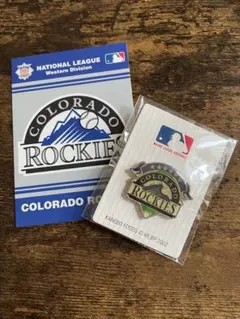 NATIONAL LEAGUE
Western Division
COLORADO
ROCKIES
COLORADO RO
COLORADO
ROCKIES